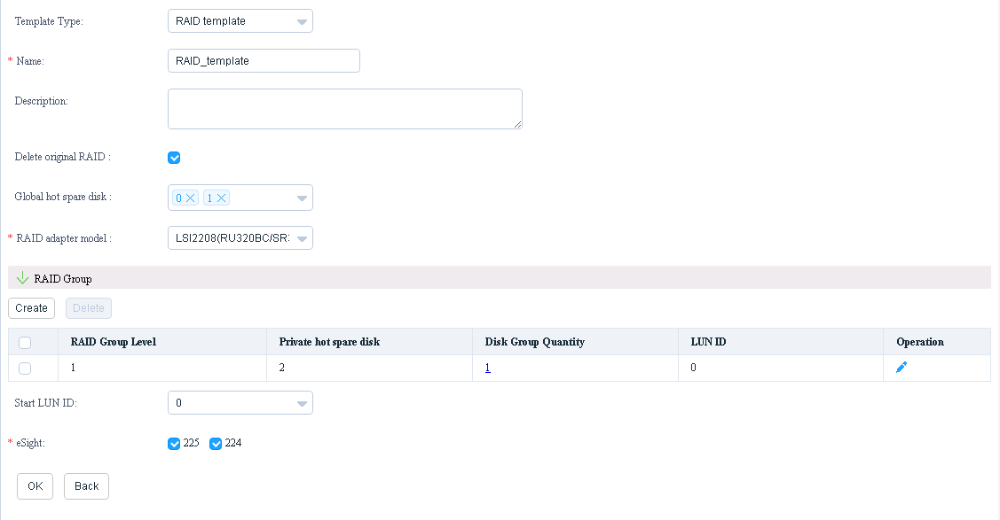 Template Type: RAID template
* Name: RAID_template
Description:
Delete original RAID :
Global hot spare disk : 0 1
* RAID adapter model : LSI2208(RU320BC/SR:
RAID Group
Create Delete
RAID Group Level Private hot spare disk Disk Group Quantity LUN ID Operation
1 2 1 0
Start LUN ID: 0
* eSight: 225 224
OK Back